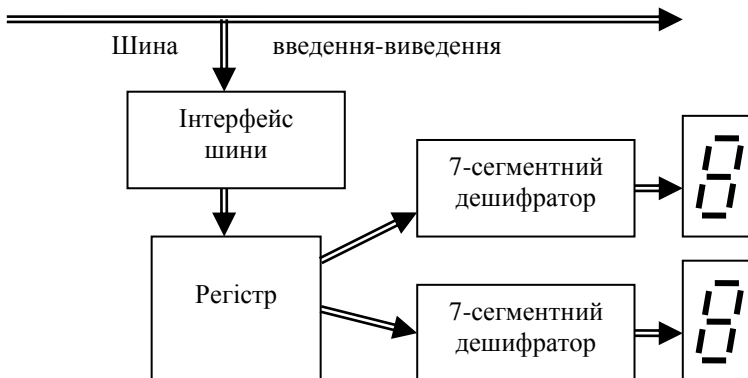 Шина введення-виведення
Інтерфейс
шини
7-сегментний
дешифратор
Регістр
7-сегментний
дешифратор